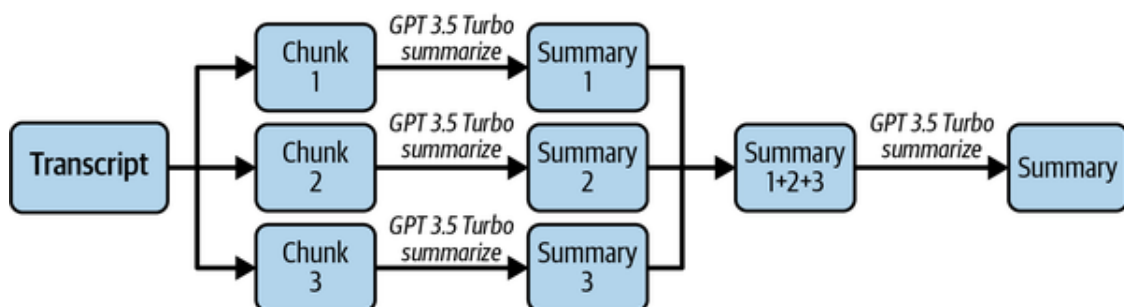 GPT 3.5 Turbo
summarize
Chunk
1
Summary
1
Transcript
GPT 3.5 Turbo
summarize
Chunk
2
Summary
2
Summary
1+2+3
GPT 3.5 Turbo
summarize
Summary
GPT 3.5 Turbo
summarize
Chunk
3
Summary
3